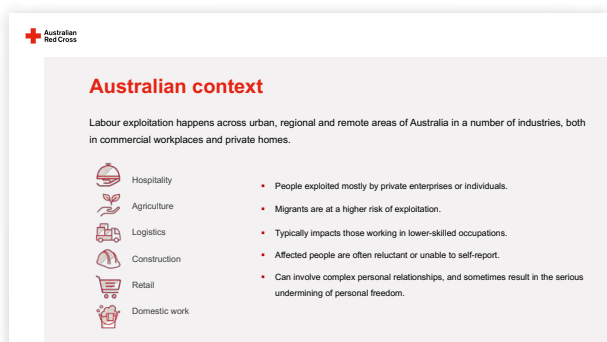 Australian
Red Cross
Australian context
Labour exploitation happens across urban, regional and remote areas of Australia in a number of industries, both
in commercial workplaces and private homes.
Hospitality
Agriculture
Logistics
Construction
Retail
Domestic work
▪ People exploited mostly by private enterprises or individuals.
▪ Migrants are at a higher risk of exploitation.
▪ Typically impacts those working in lower-skilled occupations.
▪ Affected people are often reluctant or unable to self-report.
▪ Can involve complex personal relationships, and sometimes result in the serious
undermining of personal freedom.